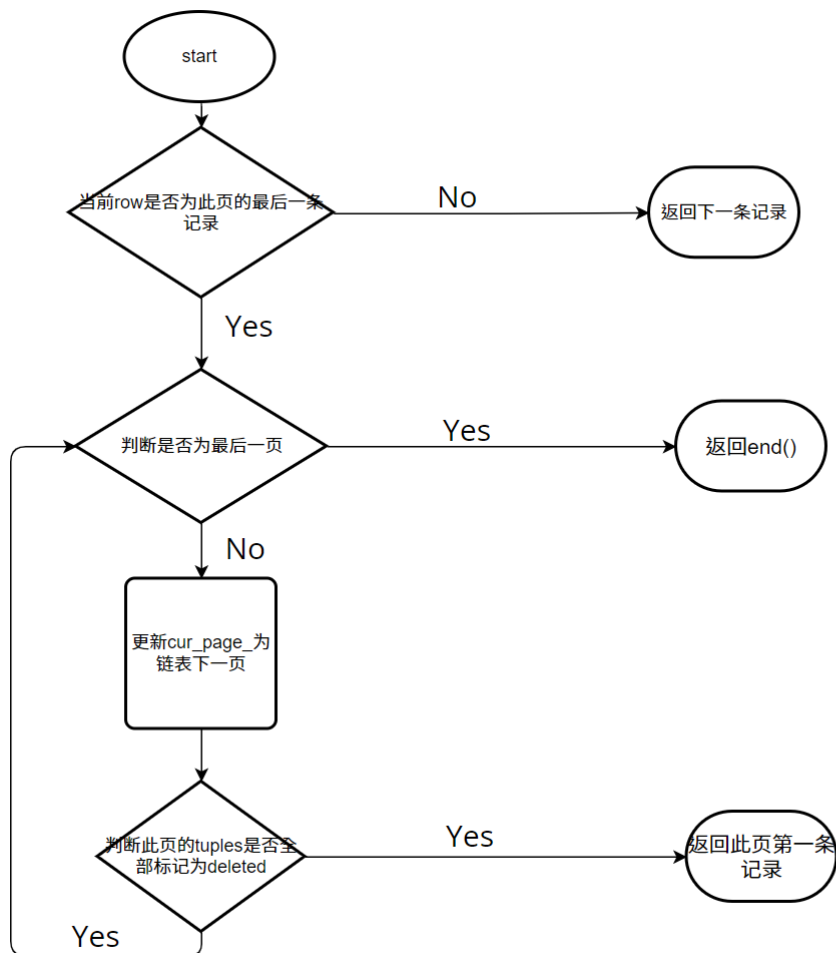 start
当前row是否为此页的最后一条
记录
No
返回下一条记录
Yes
判断是否为最后一页
Yes
返回end()
No
更新cur_page_为
链表下一页
判断此页的tuples是否全
部标记为deleted
Yes
返回此页第一条
记录
Yes